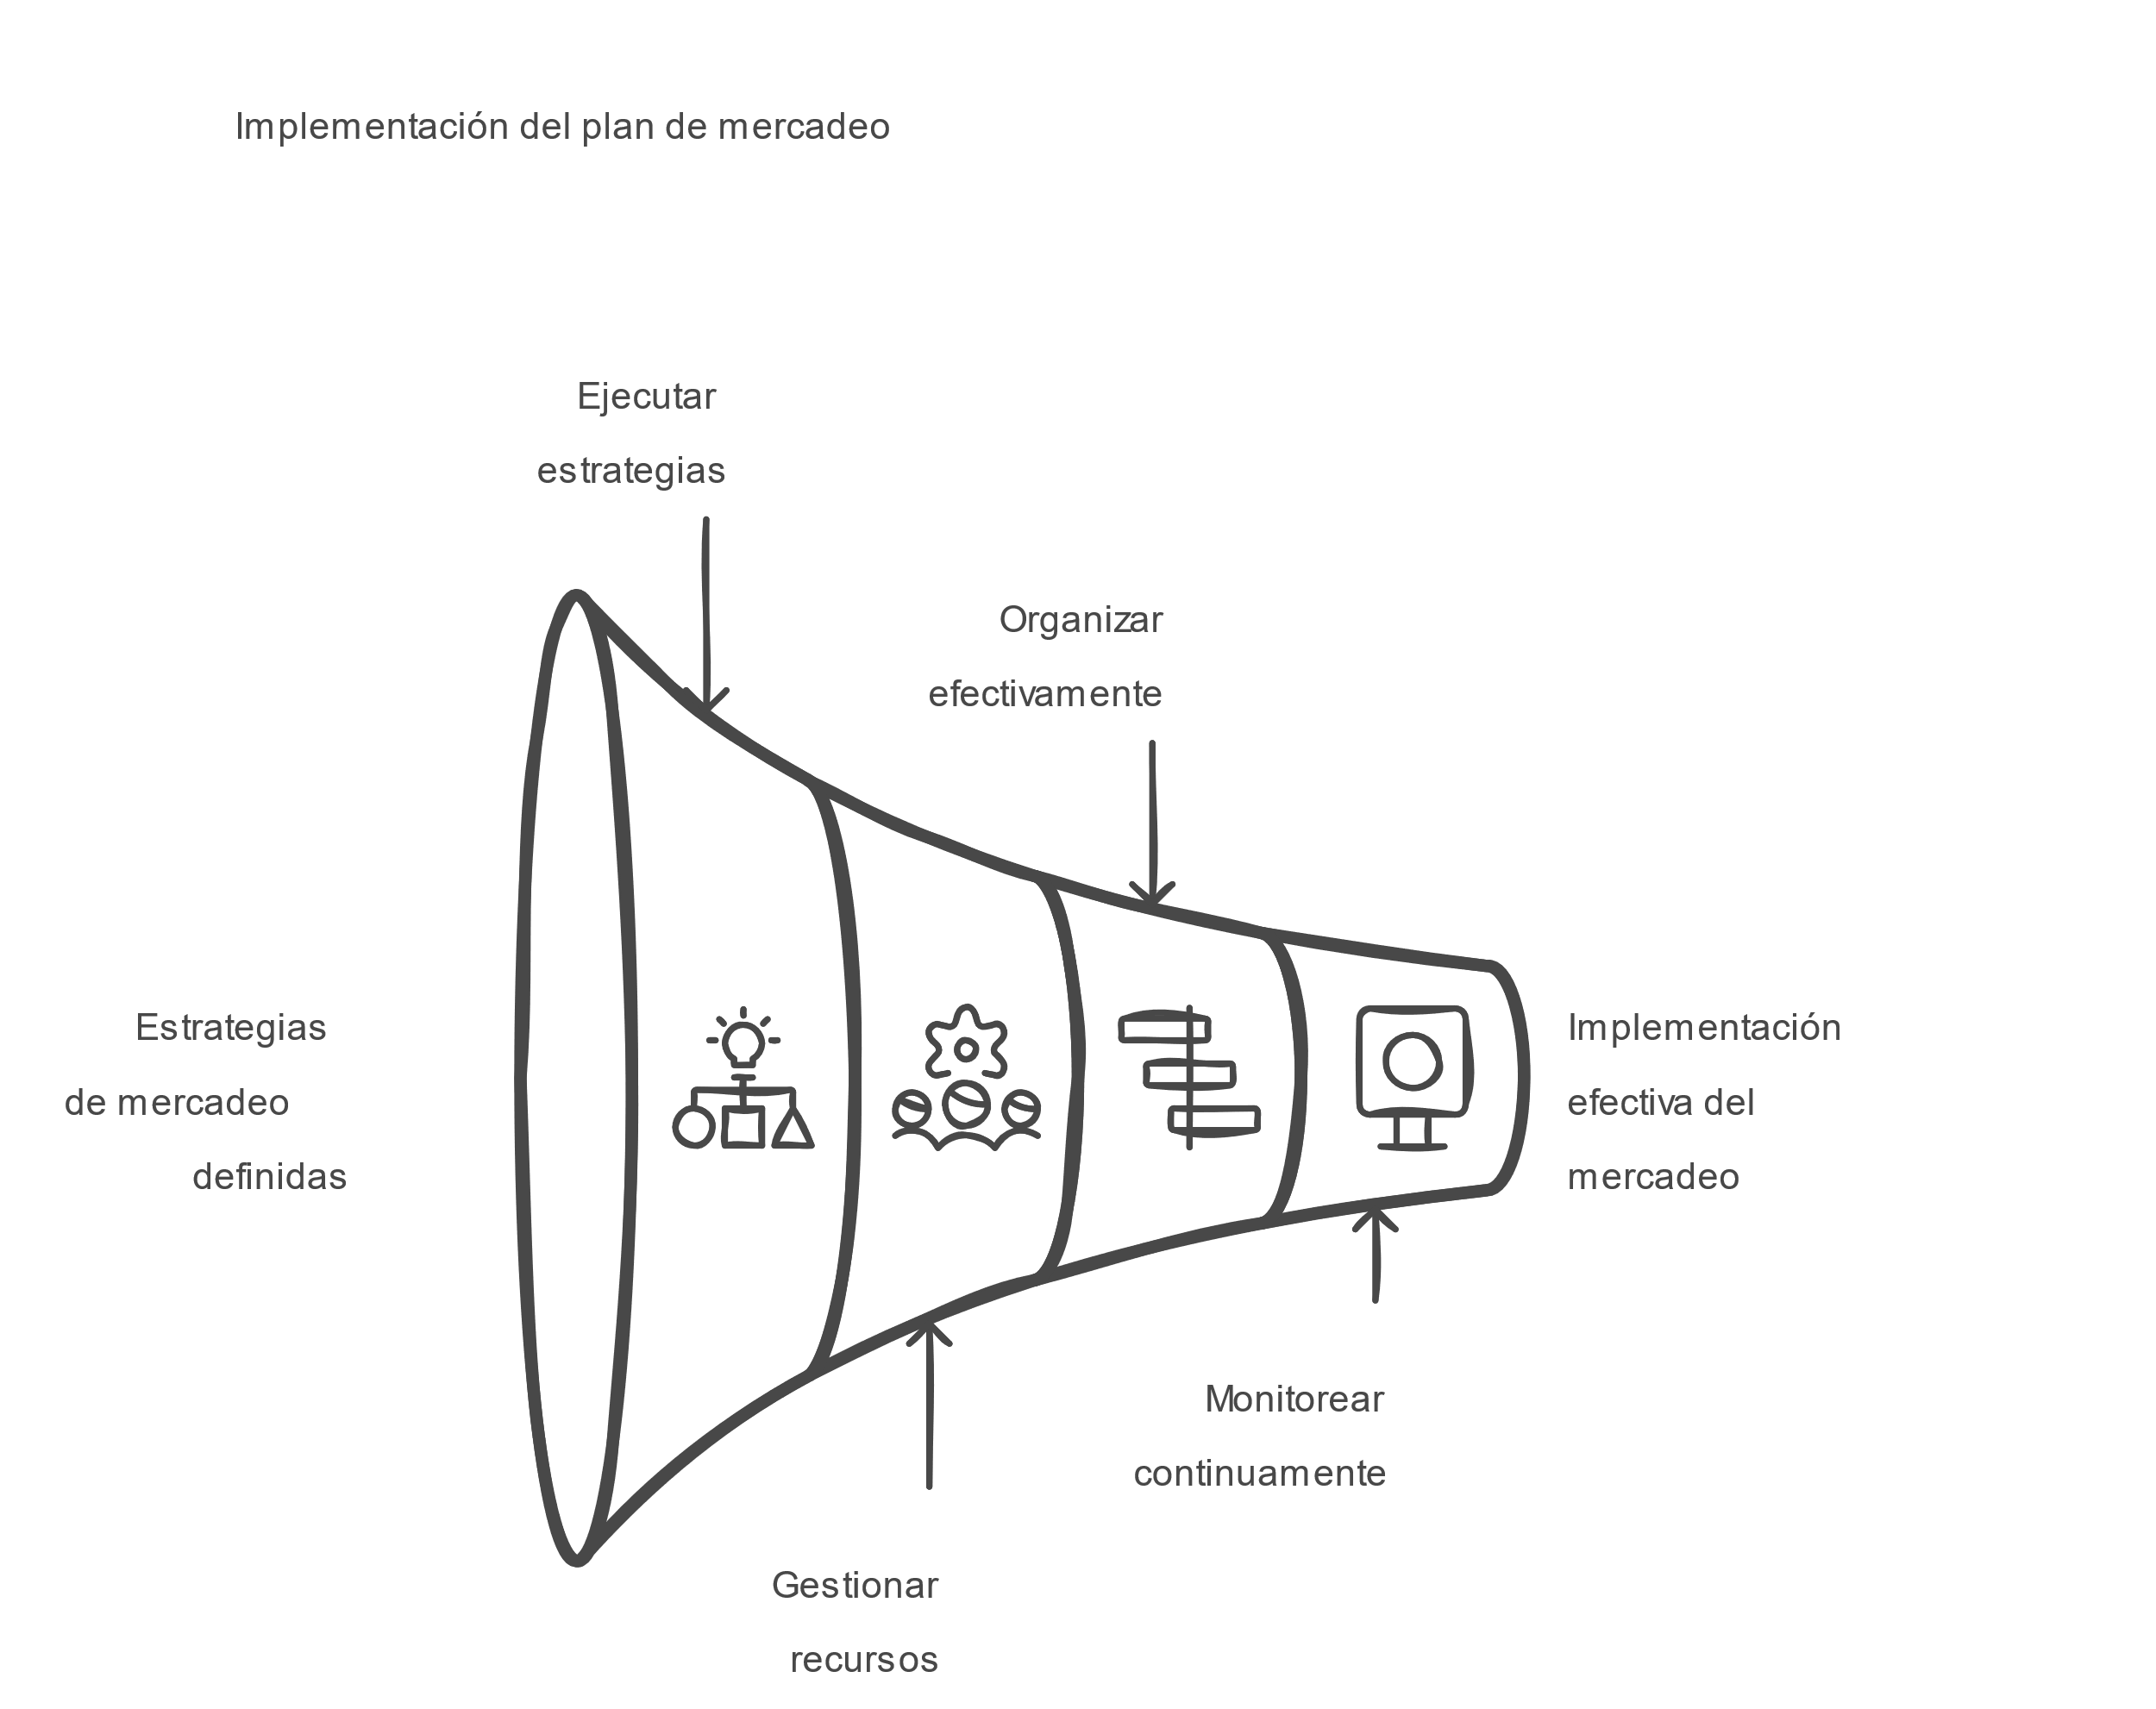 Implementación del plan de mercadeo
Ejecutar
estrategias
Organizar
efectivamente
Estrategias
de mercadeo
definidas
Implementación
efectiva del
mercadeo
Monitorear
continuamente
Gestionar
recursos